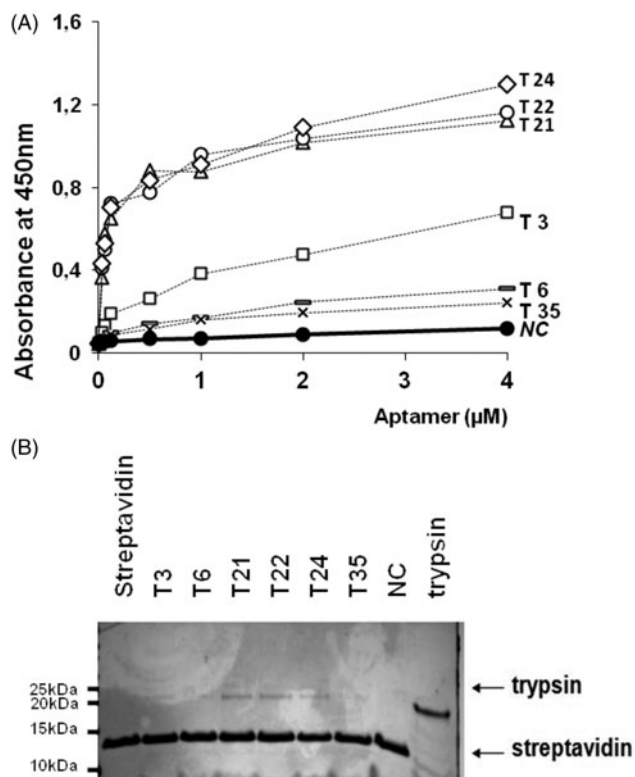 (A)
1,6
1,2
0,8
0,4
0
Absorbance at 450nm
T 24
T 22
T 21
T 3
T 6
T 35
NC
0 1 2 3 4
Aptamer (µM)
(B)
Streptavidin
T3
T6
T21
T22
T24
T35
NC
trypsin
25kDa
20kDa
15kDa
10kDa
trypsin
streptavidin